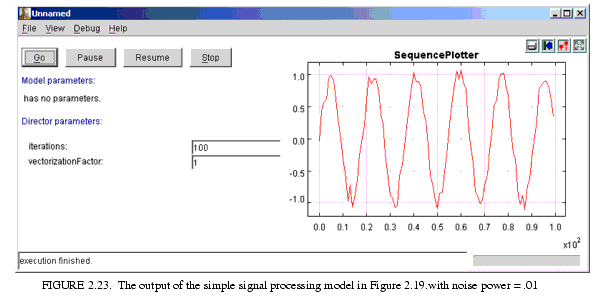 Unnamed
File View Debug Help
Go Pause Resume Stop
Model parameters:
has no parameters.
Director parameters:
iterations: 100
vectorizationFactor: 1
SequencePlotter
1.0
0.5
0.0
-0.5
-1.0
0.0 0.1 0.2 0.3 0.4 0.5 0.6 0.7 0.8 0.9 1.0
x10²
execution finished.
FIGURE 2.23. The output of the simple signal processing model in Figure 2.19.with noise power = .01